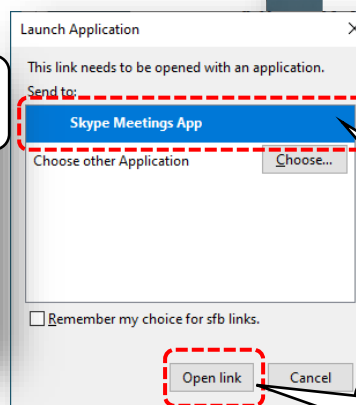 Launch Application
This link needs to be opened with an application.
Send to:
Skype Meetings App
Choose other Application
Choose...
Remember my choice for sfb links.
Open link
Cancel